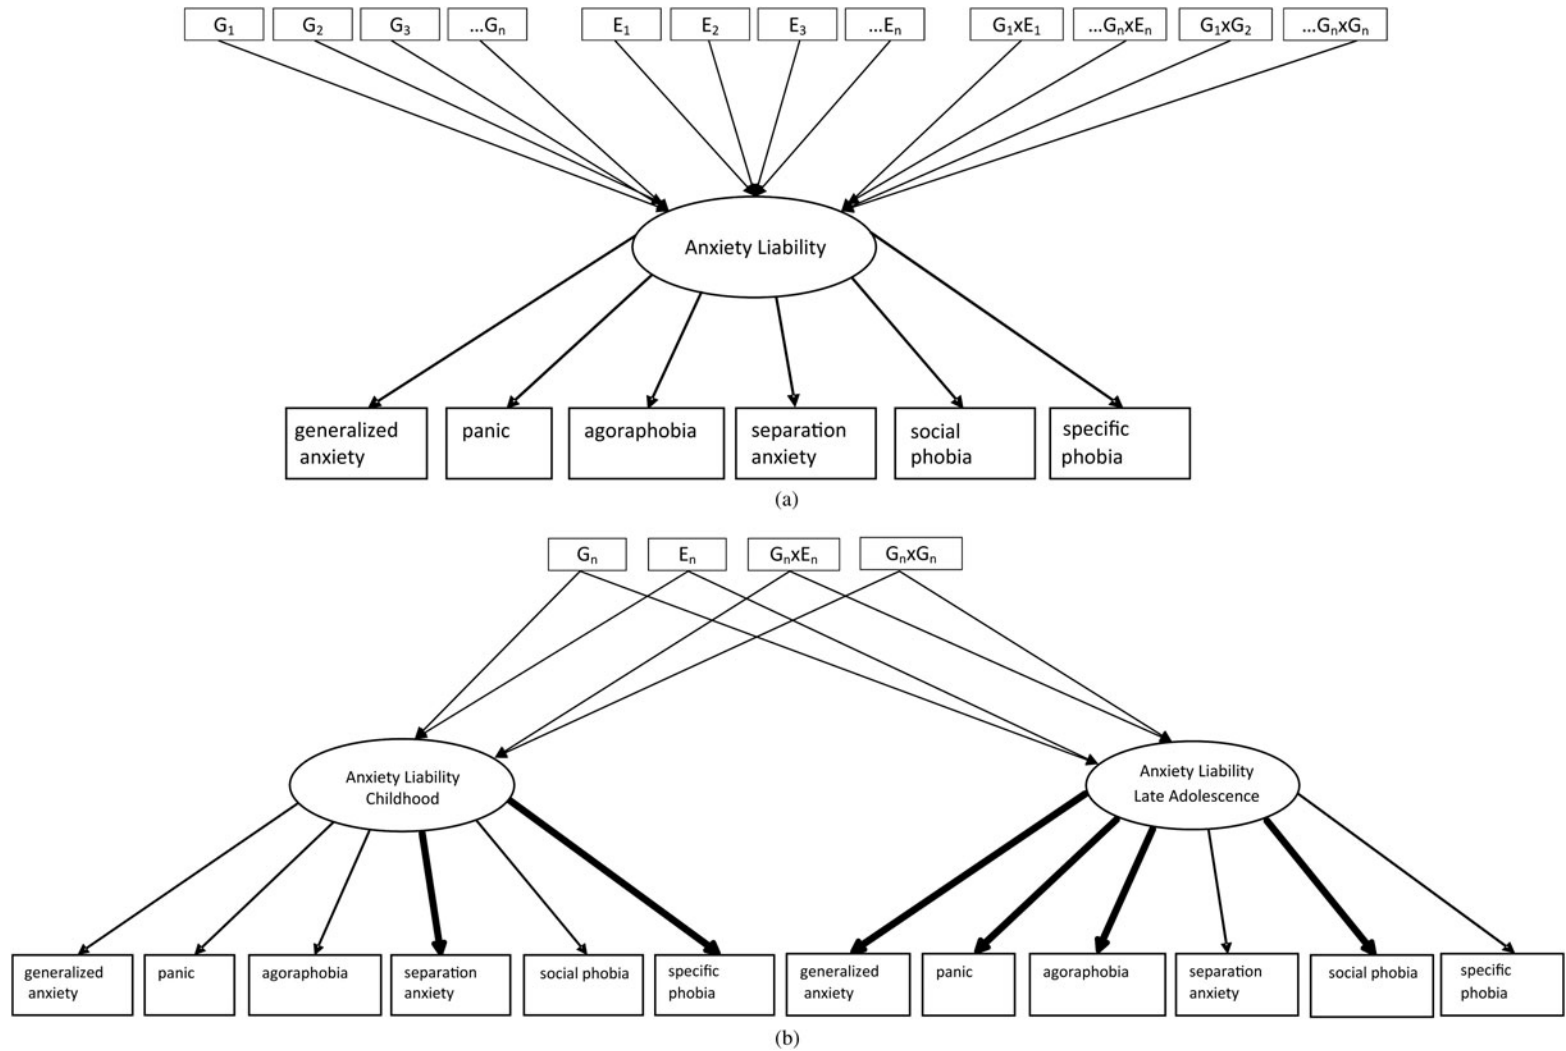 G₁ G₂ G₃ ...Gₙ E₁ E₂ E₃ ...Eₙ G₁xE₁ ...GₙxEₙ G₁xG₂ ...GₙxGₙ
Anxiety Liability
generalized
anxiety
panic
agoraphobia
separation
anxiety
social
phobia
specific
phobia
(a)
Gₙ Eₙ GₙxEₙ GₙxGₙ
Anxiety Liability
Childhood
Anxiety Liability
Late Adolescence
generalized
anxiety
panic
agoraphobia
separation
anxiety
social phobia
specific
phobia
generalized
anxiety
panic
agoraphobia
separation
anxiety
social phobia
specific
phobia
(b)